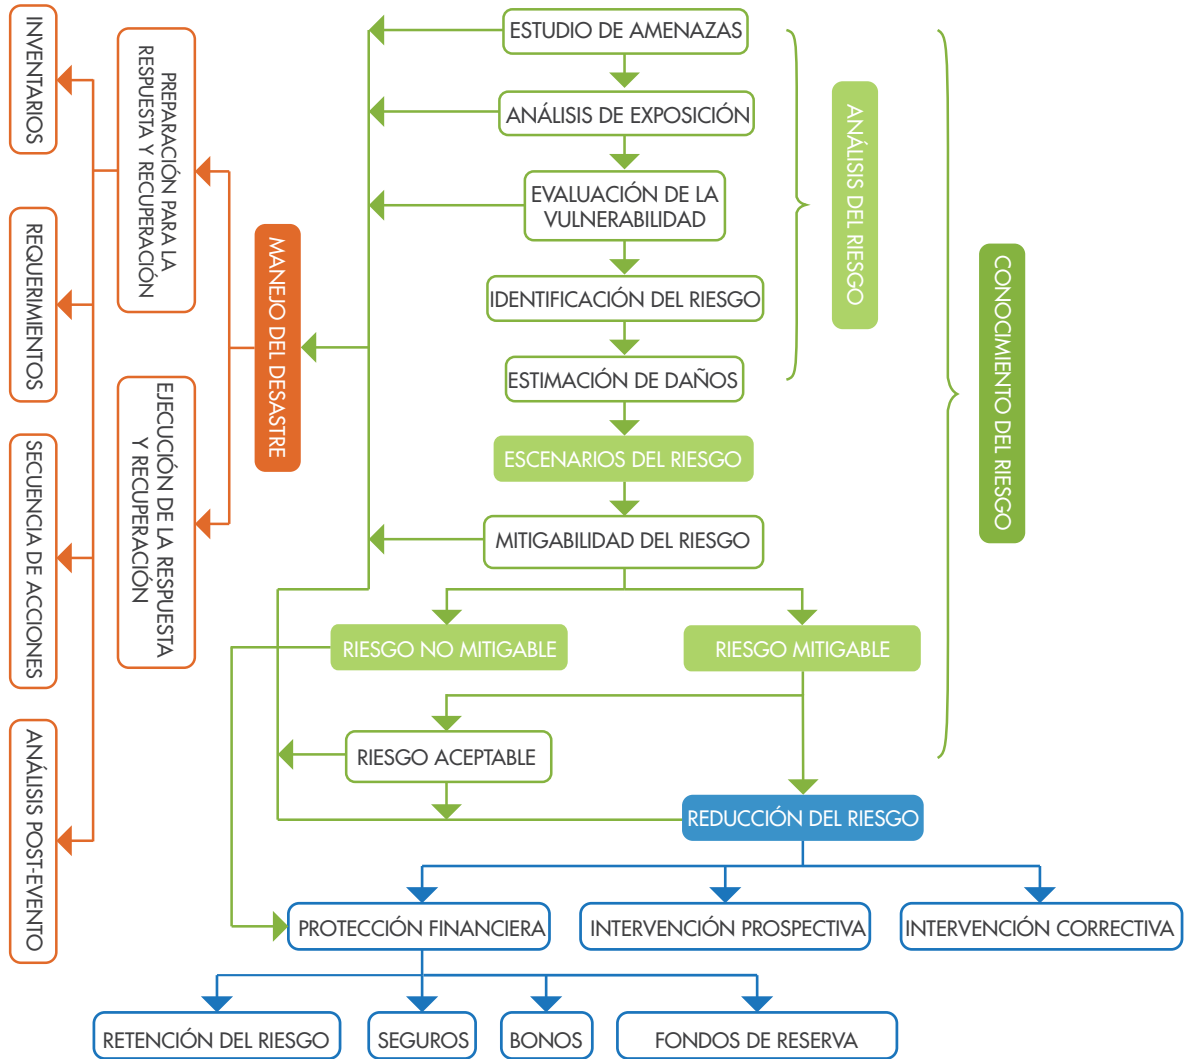 ESTUDIO DE AMENAZAS
ANÁLISIS DE EXPOSICIÓN
EVALUACIÓN DE LA
VULNERABILIDAD
IDENTIFICACIÓN DEL RIESGO
ESTIMACIÓN DE DAÑOS
ESCENARIOS DEL RIESGO
MITIGABILIDAD DEL RIESGO
RIESGO NO MITIGABLE
RIESGO MITIGABLE
RIESGO ACEPTABLE
REDUCCIÓN DEL RIESGO
PROTECCIÓN FINANCIERA
INTERVENCIÓN PROSPECTIVA
INTERVENCIÓN CORRECTIVA
RETENCIÓN DEL RIESGO
SEGUROS
BONOS
FONDOS DE RESERVA
ANÁLISIS DEL RIESGO
CONOCIMIENTO DEL RIESGO
MANEJO DEL DESASTRE
PREPARACIÓN PARA LA
RESPUESTA Y RECUPERACIÓN
EJECUCIÓN DE LA RESPUESTA
Y RECUPERACIÓN
INVENTARIOS
REQUERIMIENTOS
SECUENCIA DE ACCIONES
ANÁLISIS POST-EVENTO